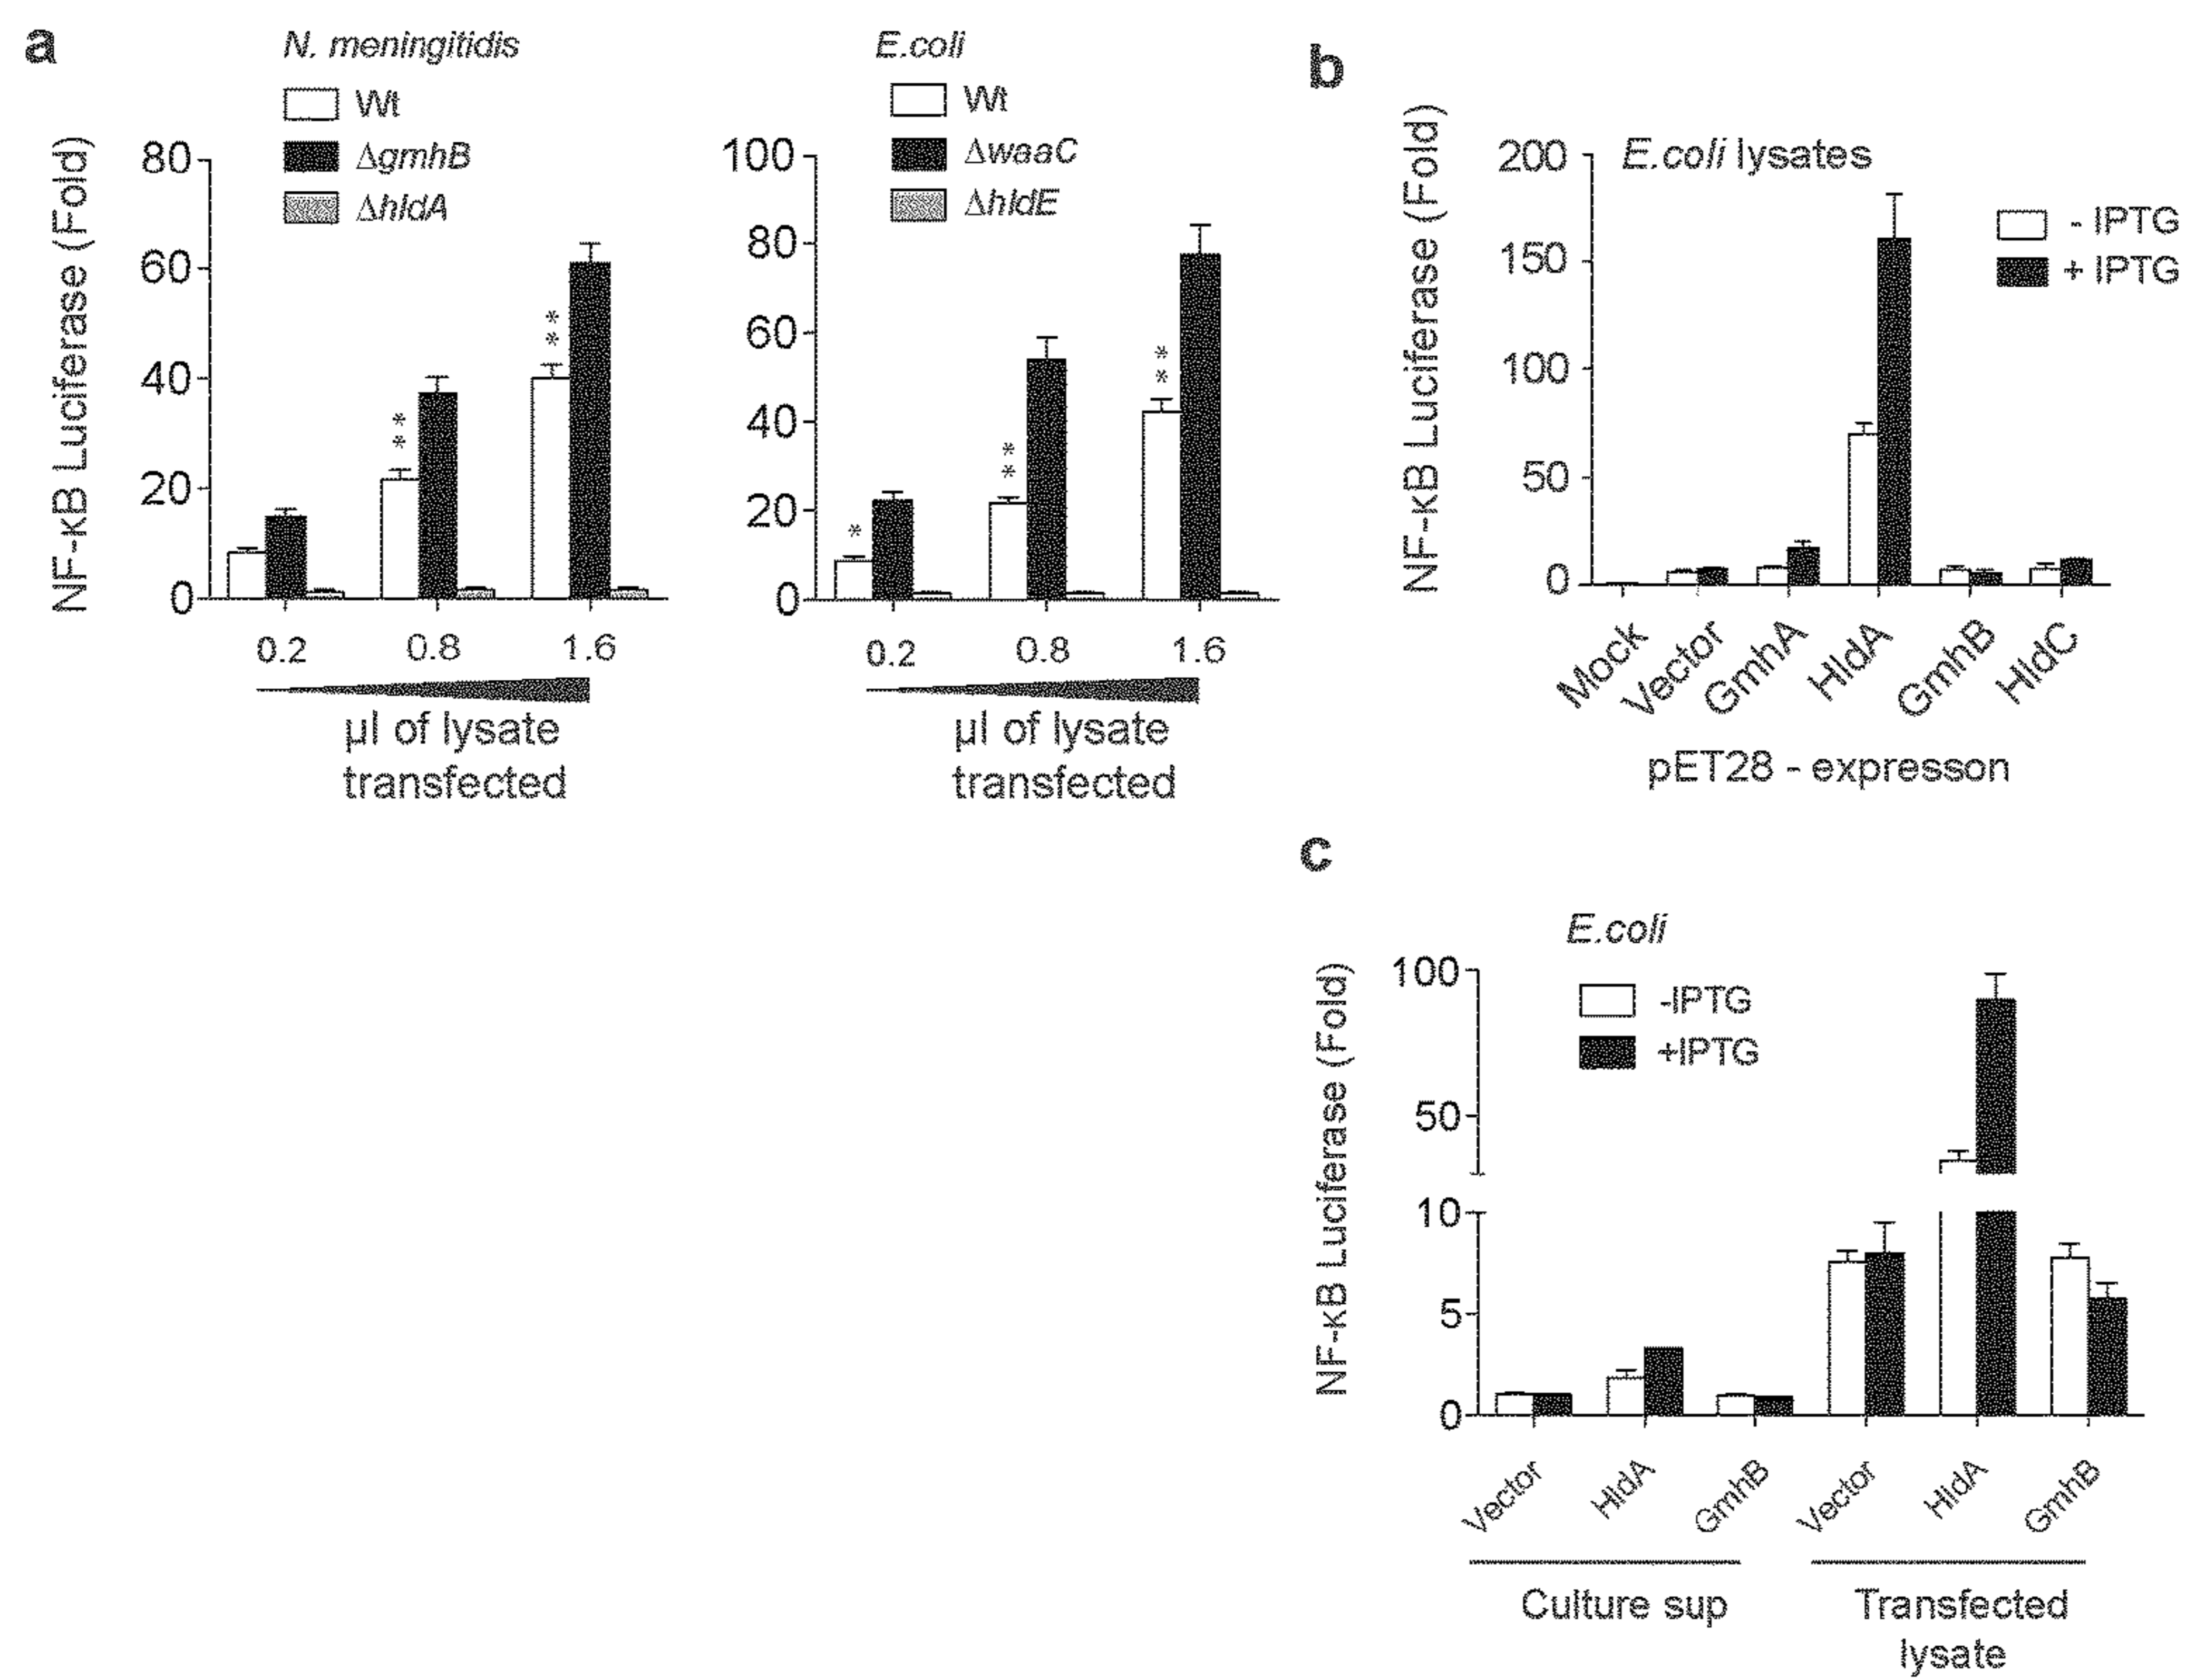 a
N. meningitidis
Wt
ΔgmhB
ΔhldA
NF-κB Luciferase (Fold)
80
60
40
20
0
**
**
0.2 0.8 1.6
µl of lysate
transfected
E.coli
Wt
ΔwaaC
ΔhldE
100
80
60
40
20
0
*
**
**
0.2 0.8 1.6
µl of lysate
transfected
b
NF-κB Luciferase (Fold)
E.coli lysates
- IPTG
+ IPTG
200
150
100
50
0
Mock Vector GmhA HldA GmhB HldC
pET28 - expresson
c
E.coli
-IPTG
+IPTG
NF-κB Luciferase (Fold)
100
50
10
5
0
Vector HldA GmhB Vector HldA GmhB
Culture sup
Transfected
lysate